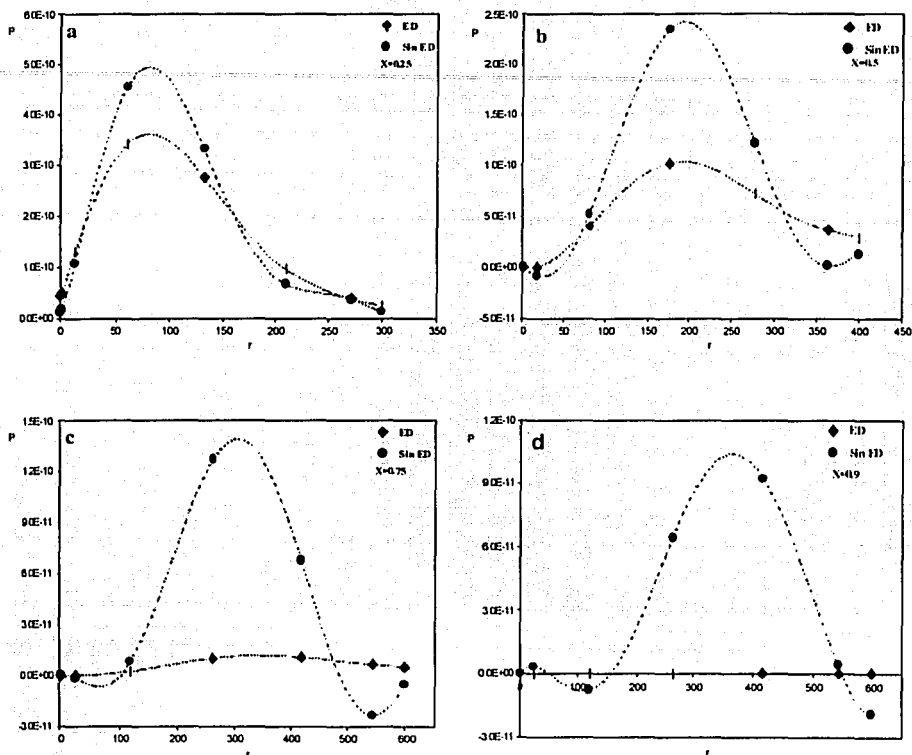 6.0E-10
P
a
ED
Sin ED
X=0.25
5.0E-10
4.0E-10
3.0E-10
2.0E-10
1.0E-10
0.0E+00
0 50 100 150 200 250 300 350
r
2.5E-10
P
b
ED
Sin ED
X=0.5
2.0E-10
1.5E-10
1.0E-10
5.0E-11
0.0E+00
-5.0E-11
0 50 100 150 200 250 300 350 400 450
r
1.5E-10
P
c
ED
Sin ED
X=0.75
1.2E-10
9.0E-11
6.0E-11
3.0E-11
0.0E+00
-3.0E-11
0 100 200 300 400 500 600
r
1.2E-10
P
d
ED
Sin ED
X=0.9
9.0E-11
6.0E-11
3.0E-11
0.0E+00
-3.0E-11
0 100 200 300 400 500 600
r